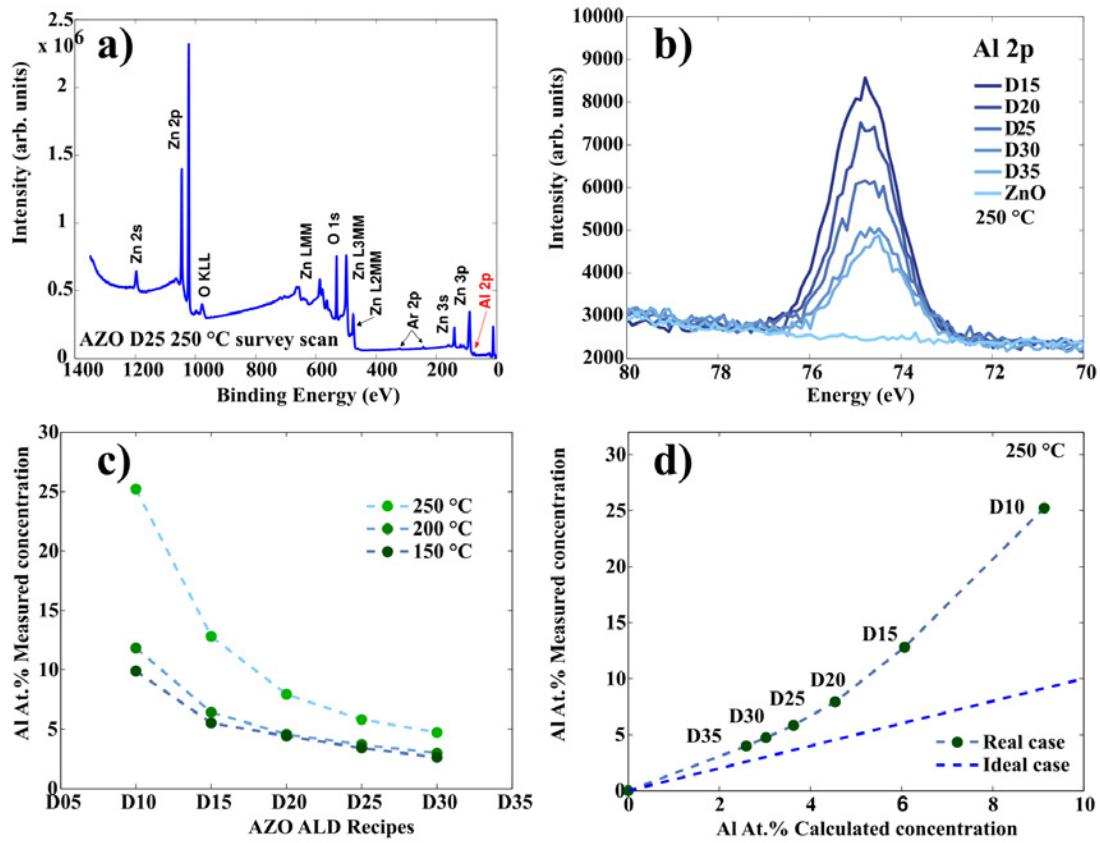 a)
2.5
x 10^6
2
1.5
1
0.5
0
Intensity (arb. units)
Zn 2s
Zn 2p
O KLL
Zn LMM
O 1s
Zn L3MM
Zn L2MM
Ar 2p
Zn 3s
Zn 3p
Al 2p
AZO D25 250 °C survey scan
1400 1200 1000 800 600 400 200 0
Binding Energy (eV)
b)
10000
9000
8000
7000
6000
5000
4000
3000
2000
Intensity (arb. units)
Al 2p
D15
D20
D25
D30
D35
ZnO
250 °C
80 78 76 74 72 70
Energy (eV)
c)
30
25
20
15
10
5
0
Al At.% Measured concentration
250 °C
200 °C
150 °C
D05 D10 D15 D20 D25 D30 D35
AZO ALD Recipes
d)
30
25
20
15
10
5
0
Al At.% Measured concentration
250 °C
D10
D15
D20
D25
D30
D35
Real case
Ideal case
0 2 4 6 8 10
Al At.% Calculated concentration